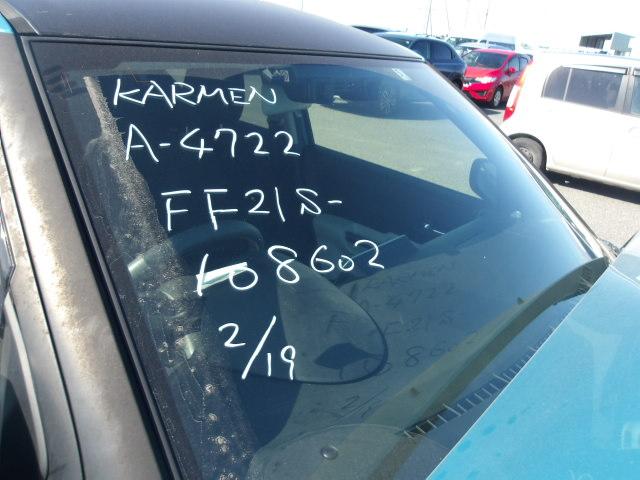 KARMEN
A-4722
FF21S-
108602
2/19